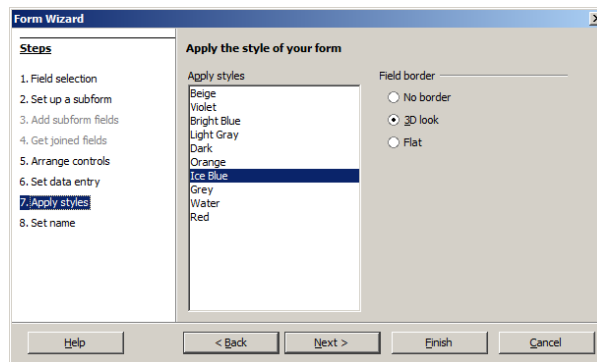 Form Wizard
Steps
1. Field selection
2. Set up a subform
3. Add subform fields
4. Get joined fields
5. Arrange controls
6. Set data entry
7. Apply styles
8. Set name
Apply the style of your form
Apply styles
Beige
Violet
Bright Blue
Light Gray
Dark
Orange
Ice Blue
Grey
Water
Red
Field border
No border
3D look
Flat
Help
< Back
Next >
Finish
Cancel